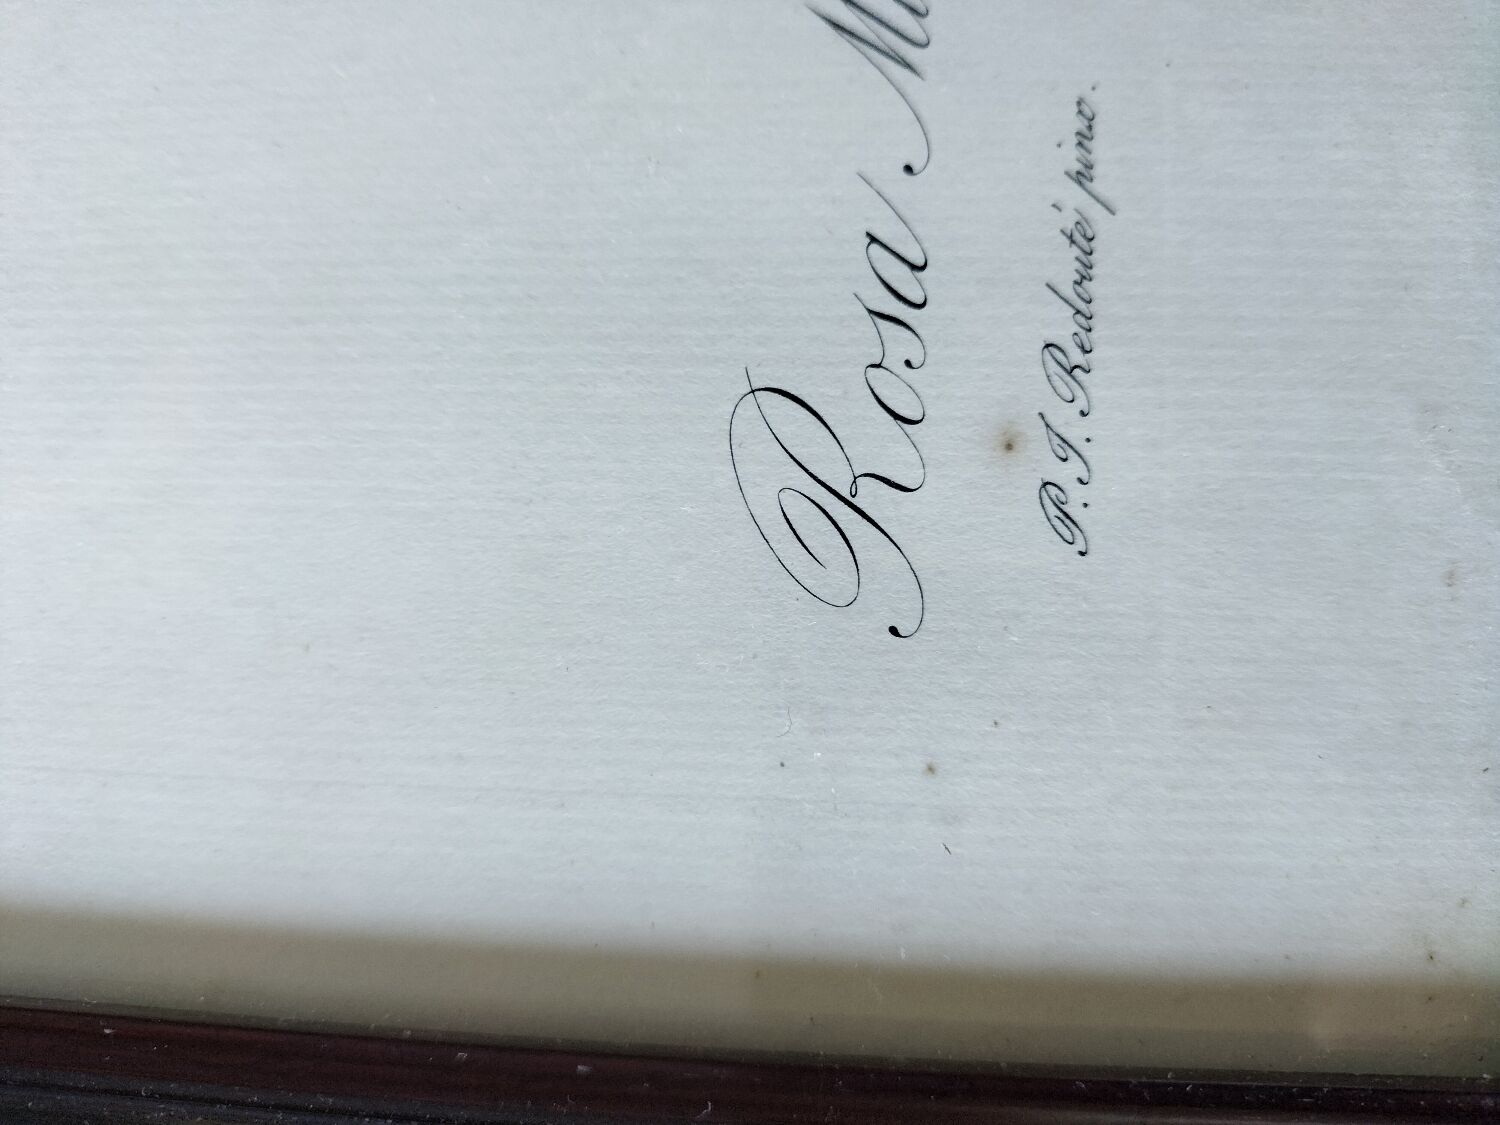 Rosa
P. J. Redouté pinx.